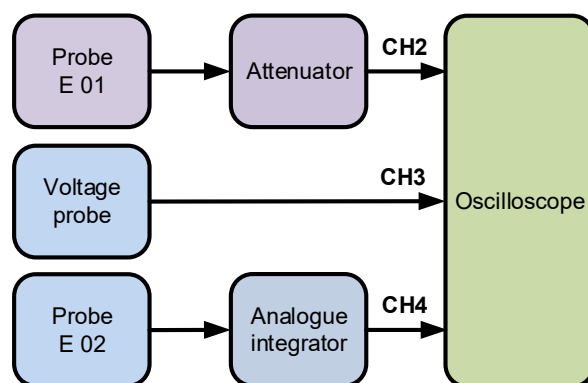 Probe
E 01
Attenuator
CH2
Voltage
probe
CH3
Oscilloscope
Probe
E 02
Analogue
integrator
CH4